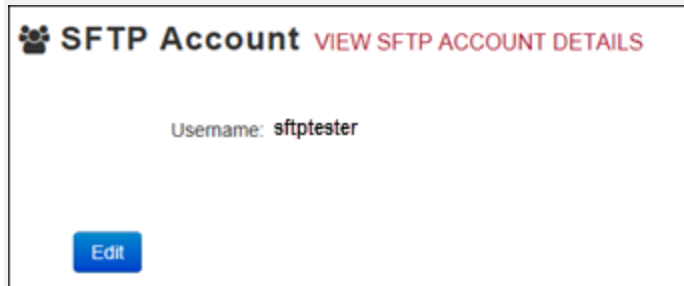 SFTP Account VIEW SFTP ACCOUNT DETAILS
Username: sftptester
Edit